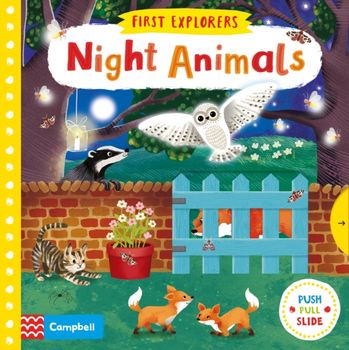 FIRST EXPLORERS
Night Animals
PUSH
PULL
SLIDE
Campbell